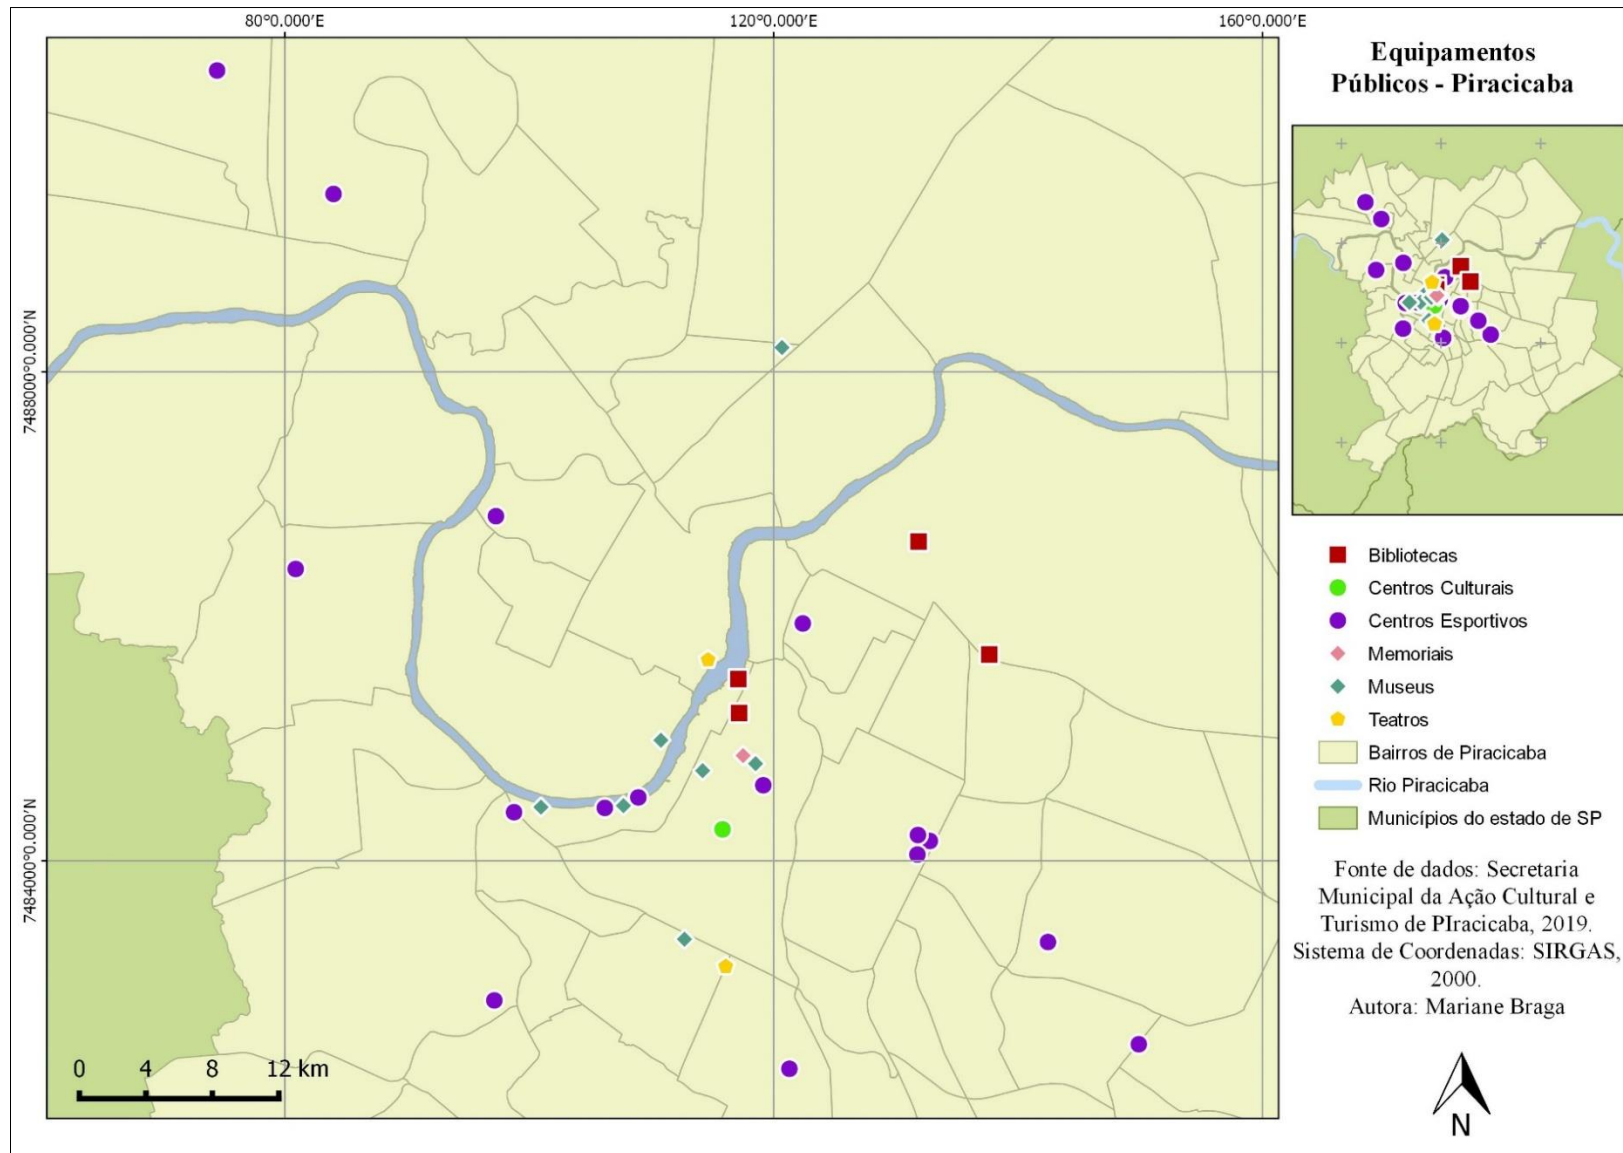 80°0.000'E
120°0.000'E
160°0.000'E
7488000°0.000'N
7484000°0.000'N
0 4 8 12 km
Equipamentos
Públicos - Piracicaba
Bibliotecas
Centros Culturais
Centros Esportivos
Memoriais
Museus
Teatros
Bairros de Piracicaba
Rio Piracicaba
Municípios do estado de SP
Fonte de dados: Secretaria
Municipal da Ação Cultural e
Turismo de PIracicaba, 2019.
Sistema de Coordenadas: SIRGAS,
2000.
Autora: Mariane Braga
N